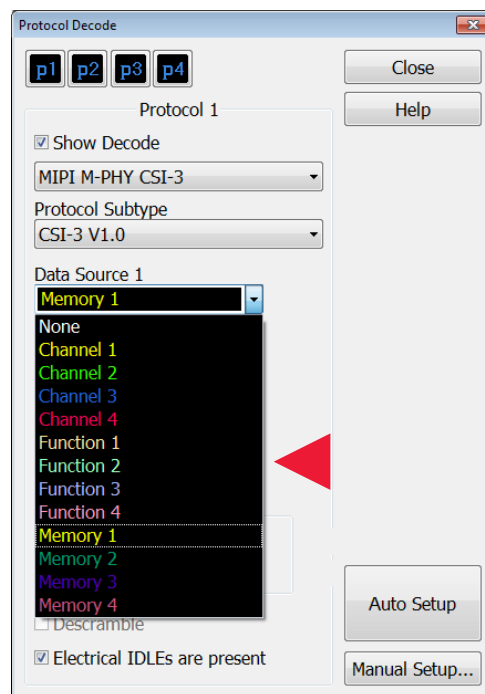 Protocol Decode
p1 p2 p3 p4
Close
Protocol 1
Help
Show Decode
MIPI M-PHY CSI-3
Protocol Subtype
CSI-3 V1.0
Data Source 1
Memory 1
None
Channel 1
Channel 2
Channel 3
Channel 4
Function 1
Function 2
Function 3
Function 4
Memory 1
Memory 2
Memory 3
Memory 4
Auto Setup
Descramble
Electrical IDLEs are present
Manual Setup...